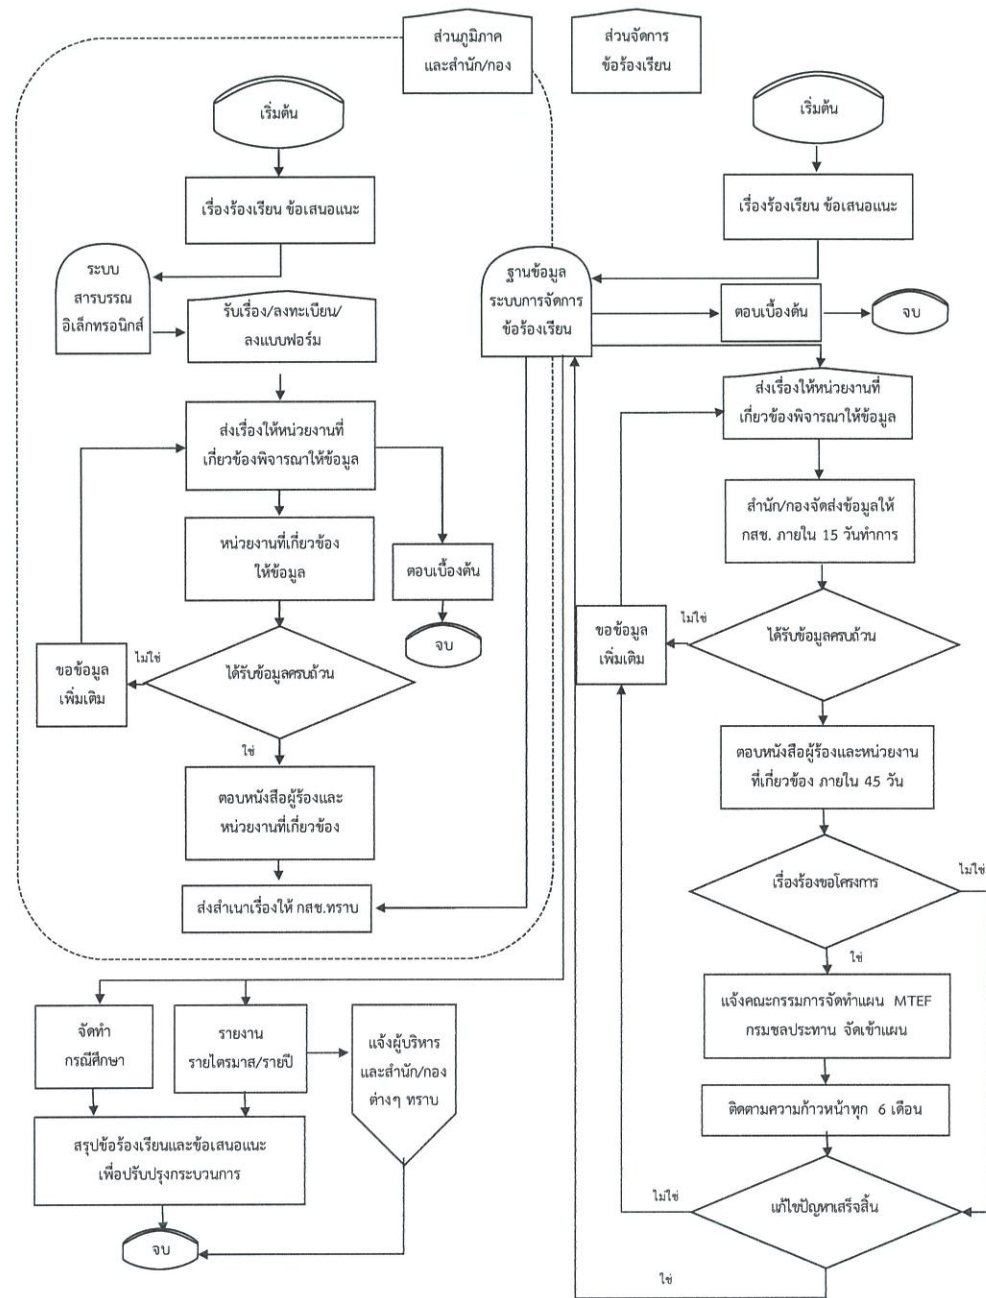 ส่วนภูมิภาค
และสำนัก/กอง
ส่วนจัดการ
ข้อร้องเรียน
เริ่มต้น
เรื่องร้องเรียน ข้อเสนอแนะ
ระบบ
สารบรรณ
อิเล็กทรอนิกส์
รับเรื่อง/ลงทะเบียน/
ลงแบบฟอร์ม
ส่งเรื่องให้หน่วยงานที่
เกี่ยวข้องพิจารณาให้ข้อมูล
หน่วยงานที่เกี่ยวข้อง
ให้ข้อมูล
ตอบเบื้องต้น
จบ
ได้รับข้อมูลครบถ้วน
ไม่ใช่
ขอข้อมูล
เพิ่มเติม
ใช่
ตอบหนังสือผู้ร้องและ
หน่วยงานที่เกี่ยวข้อง
ส่งสำเนาเรื่องให้ กสช.ทราบ
เริ่มต้น
เรื่องร้องเรียน ข้อเสนอแนะ
ฐานข้อมูล
ระบบการจัดการ
ข้อร้องเรียน
ตอบเบื้องต้น
จบ
ส่งเรื่องให้หน่วยงานที่
เกี่ยวข้องพิจารณาให้ข้อมูล
สำนัก/กองจัดส่งข้อมูลให้
กสช. ภายใน 15 วันทำการ
ได้รับข้อมูลครบถ้วน
ไม่ใช่
ขอข้อมูล
เพิ่มเติม
ตอบหนังสือผู้ร้องและหน่วยงาน
ที่เกี่ยวข้อง ภายใน 45 วัน
เรื่องร้องขอโครงการ
ไม่ใช่
ใช่
แจ้งคณะกรรมการจัดทำแผน MTEF
กรมชลประทาน จัดเข้าแผน
ติดตามความก้าวหน้าทุก 6 เดือน
แก้ไขปัญหาเสร็จสิ้น
ไม่ใช่
ใช่
จัดทำ
กรณีศึกษา
รายงาน
รายไตรมาส/รายปี
แจ้งผู้บริหาร
และสำนัก/กอง
ต่างๆ ทราบ
สรุปข้อร้องเรียนและข้อเสนอแนะ
เพื่อปรับปรุงกระบวนการ
จบ